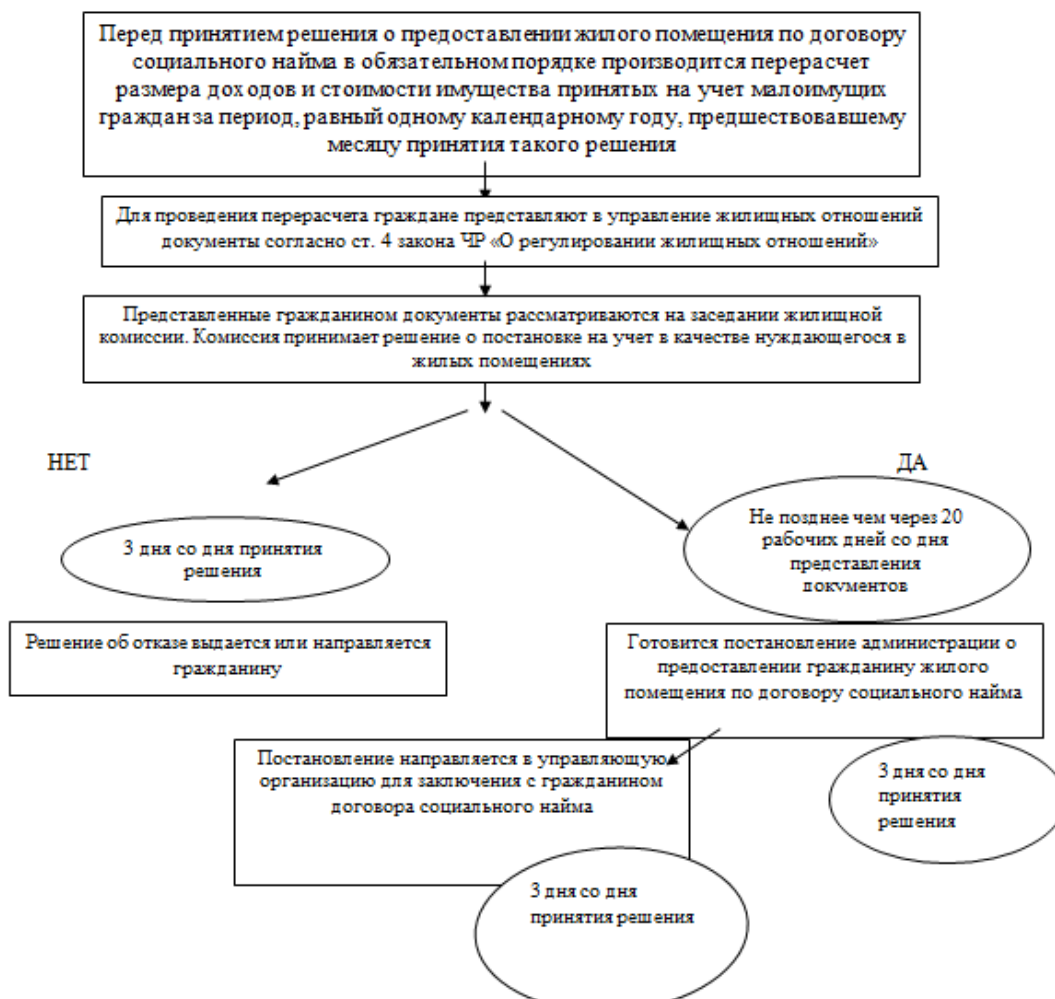 Перед принятием решения о предоставлении жилого помещения по договору
социального найма в обязательном порядке производится перерасчет
размера доходов и стоимости имущества принятых на учет малоимущих
граждан за период, равный одному календарному году, предшествовавшему
месяцу принятия такого решения
Для проведения перерасчета граждане представляют в управление жилищных отношений
документы согласно ст. 4 закона ЧР «О регулировании жилищных отношений»
Представленные гражданином документы рассматриваются на заседании жилищной
комиссии. Комиссия принимает решение о постановке на учет в качестве нуждающегося в
жилых помещениях
НЕТ
ДА
3 дня со дня принятия
решения
Не позднее чем через 20
рабочих дней со дня
представления
документов
Решение об отказе выдается или направляется
гражданину
Готовится постановление администрации о
предоставлении гражданину жилого
помещения по договору социального найма
Постановление направляется в управляющую
организацию для заключения с гражданином
договора социального найма
3 дня со дня
принятия
решения
3 дня со дня
принятия решения